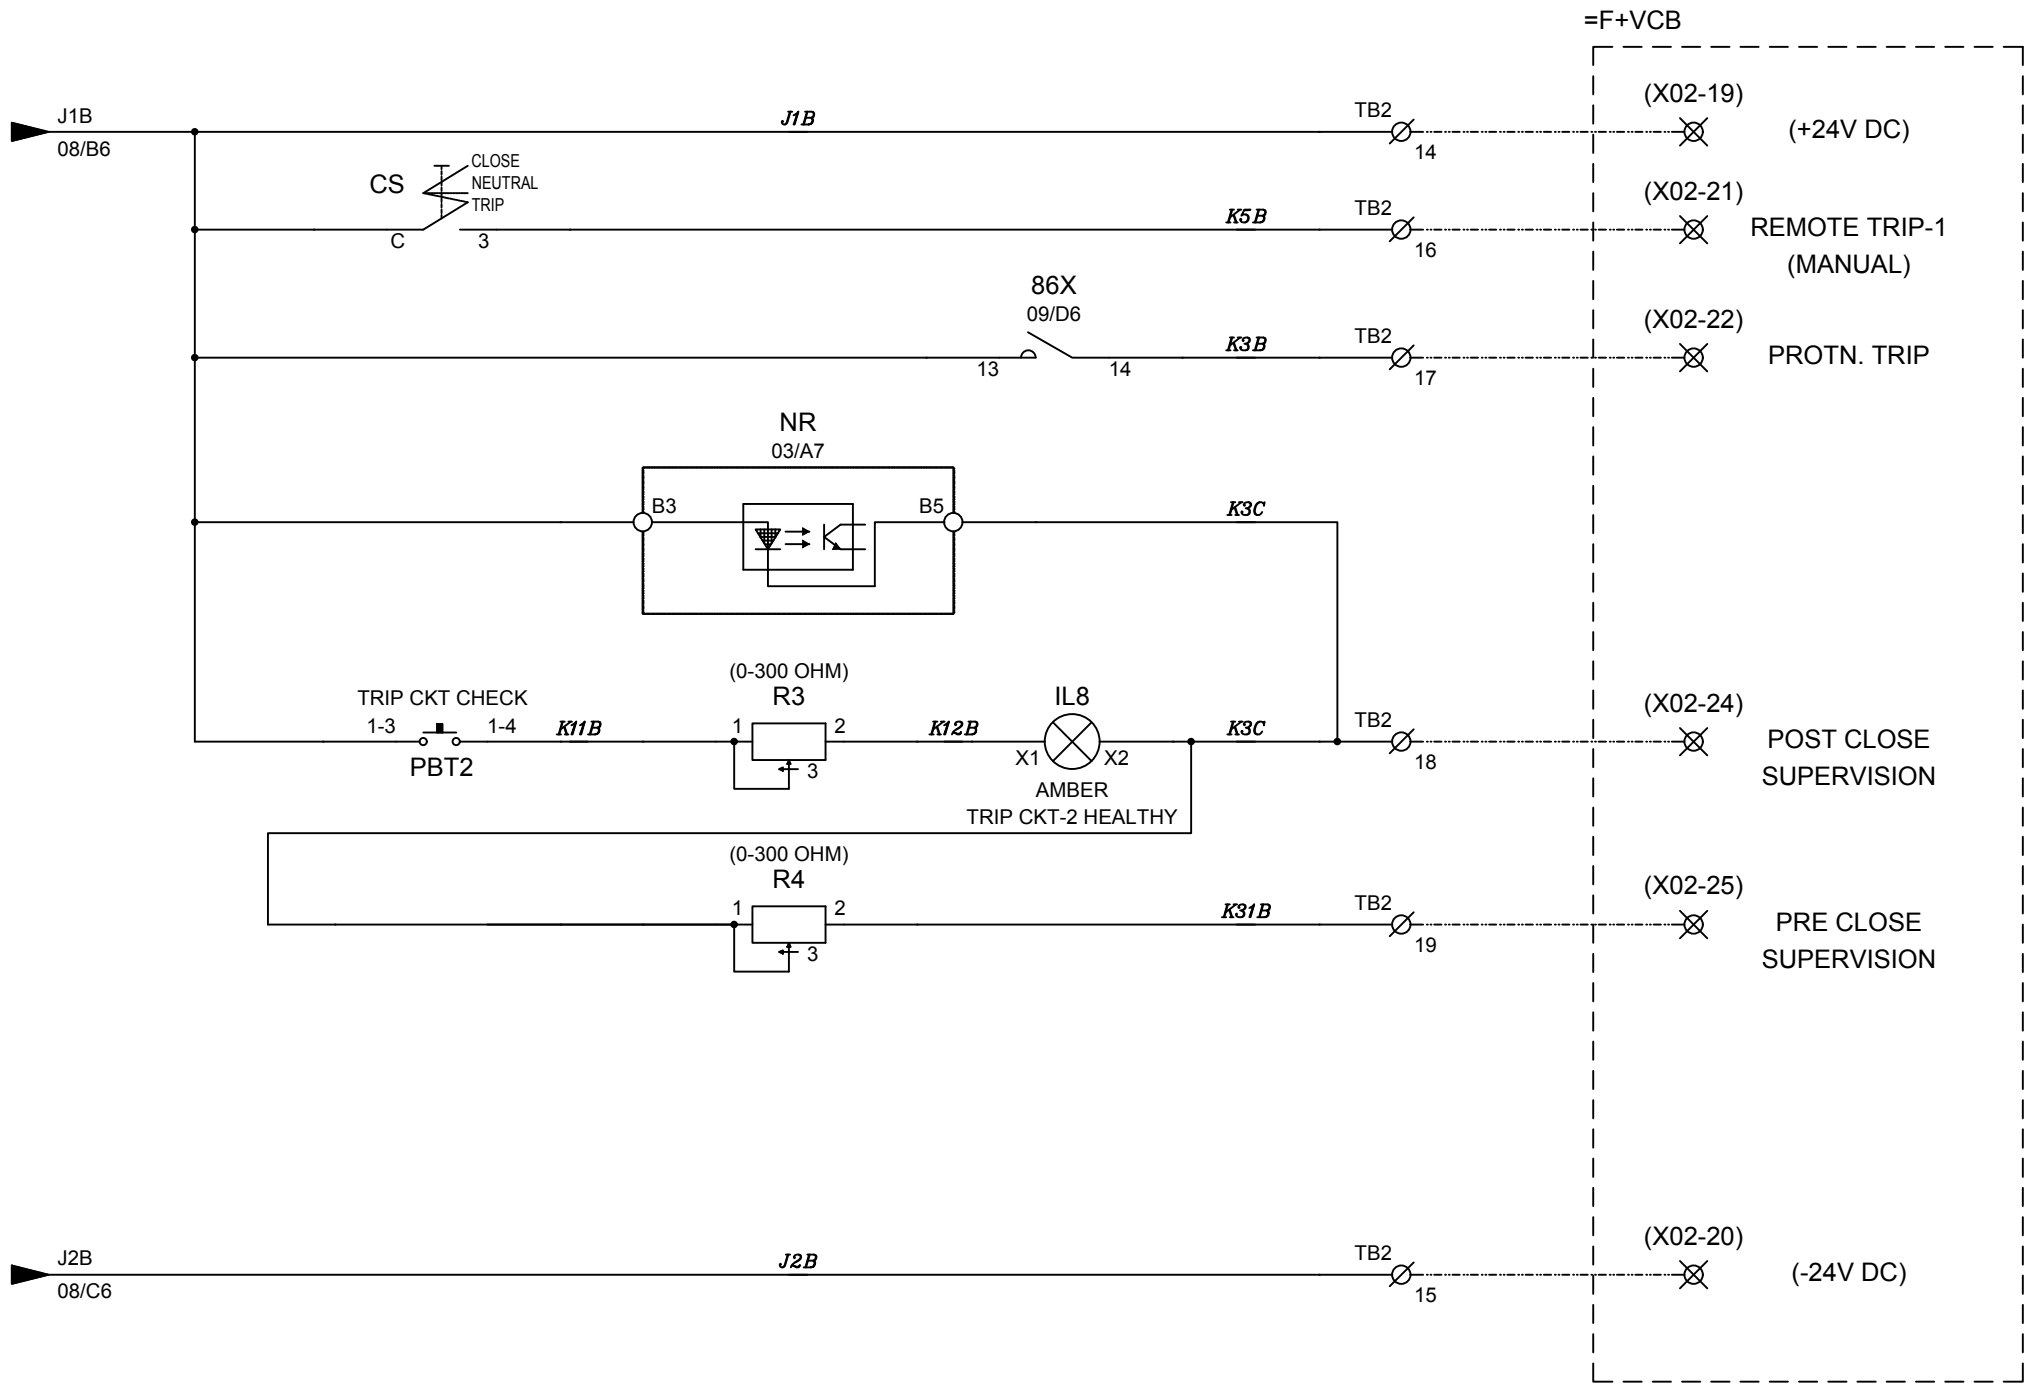 =F+VCB
J1B
08/B6
J1B
TB2
14
(X02-19)
(+24V DC)
CS
CLOSE
NEUTRAL
TRIP
C
3
K5B
TB2
16
(X02-21)
REMOTE TRIP-1
(MANUAL)
86X
09/D6
13
14
K3B
TB2
17
(X02-22)
PROTN. TRIP
NR
03/A7
B3
B5
K3C
TRIP CKT CHECK
1-3
1-4
PBT2
K11B
(0-300 OHM)
R3
1
2
3
K12B
IL8
X1
X2
AMBER
TRIP CKT-2 HEALTHY
K3C
TB2
18
(X02-24)
POST CLOSE
SUPERVISION
(0-300 OHM)
R4
1
2
3
K31B
TB2
19
(X02-25)
PRE CLOSE
SUPERVISION
J2B
08/C6
J2B
TB2
15
(X02-20)
(-24V DC)